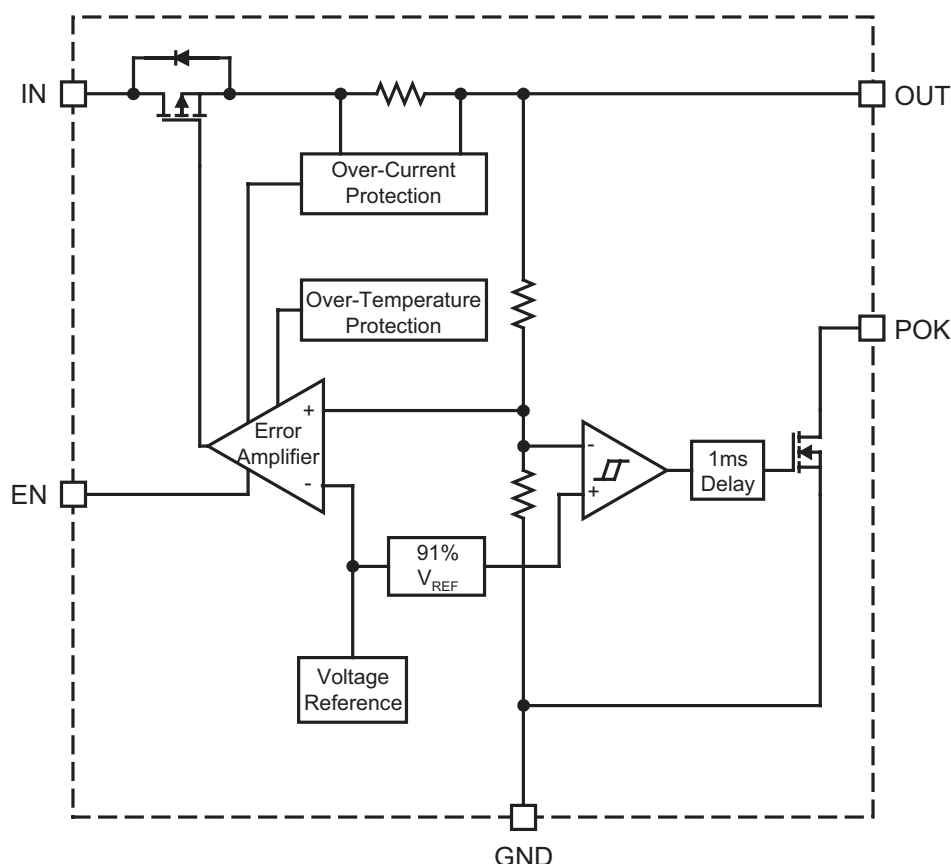 IN
OUT
Over-Current
Protection
Over-Temperature
Protection
POK
+
Error
Amplifier
-
-
+
1ms
Delay
EN
91%
VREF
Voltage
Reference
GND